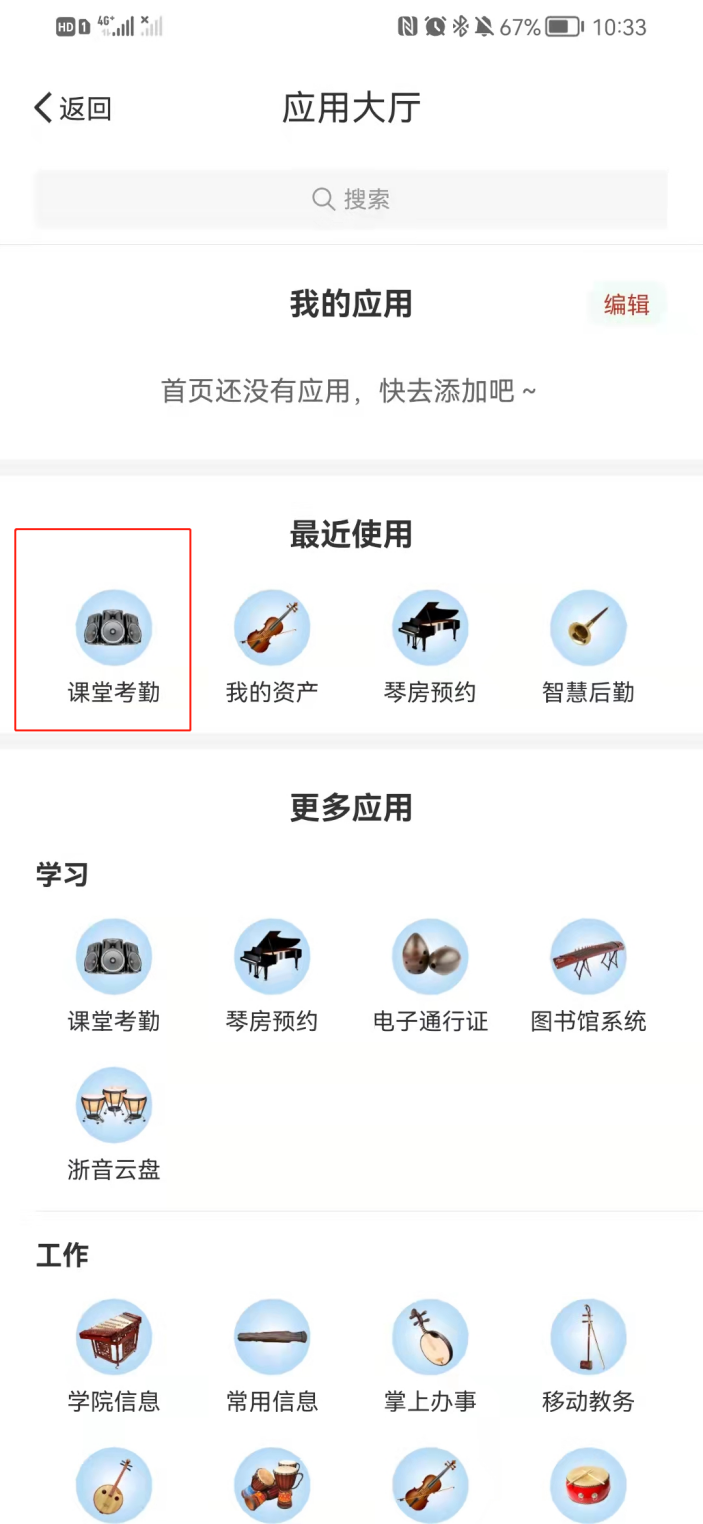 HD 1 4G+ 67% 10:33
返回 应用大厅
搜索
我的应用 编辑
首页还没有应用，快去添加吧~
最近使用
课堂考勤 我的资产 琴房预约 智慧后勤
更多应用
学习
课堂考勤 琴房预约 电子通行证 图书馆系统
浙音云盘
工作
学院信息 常用信息 掌上办事 移动教务